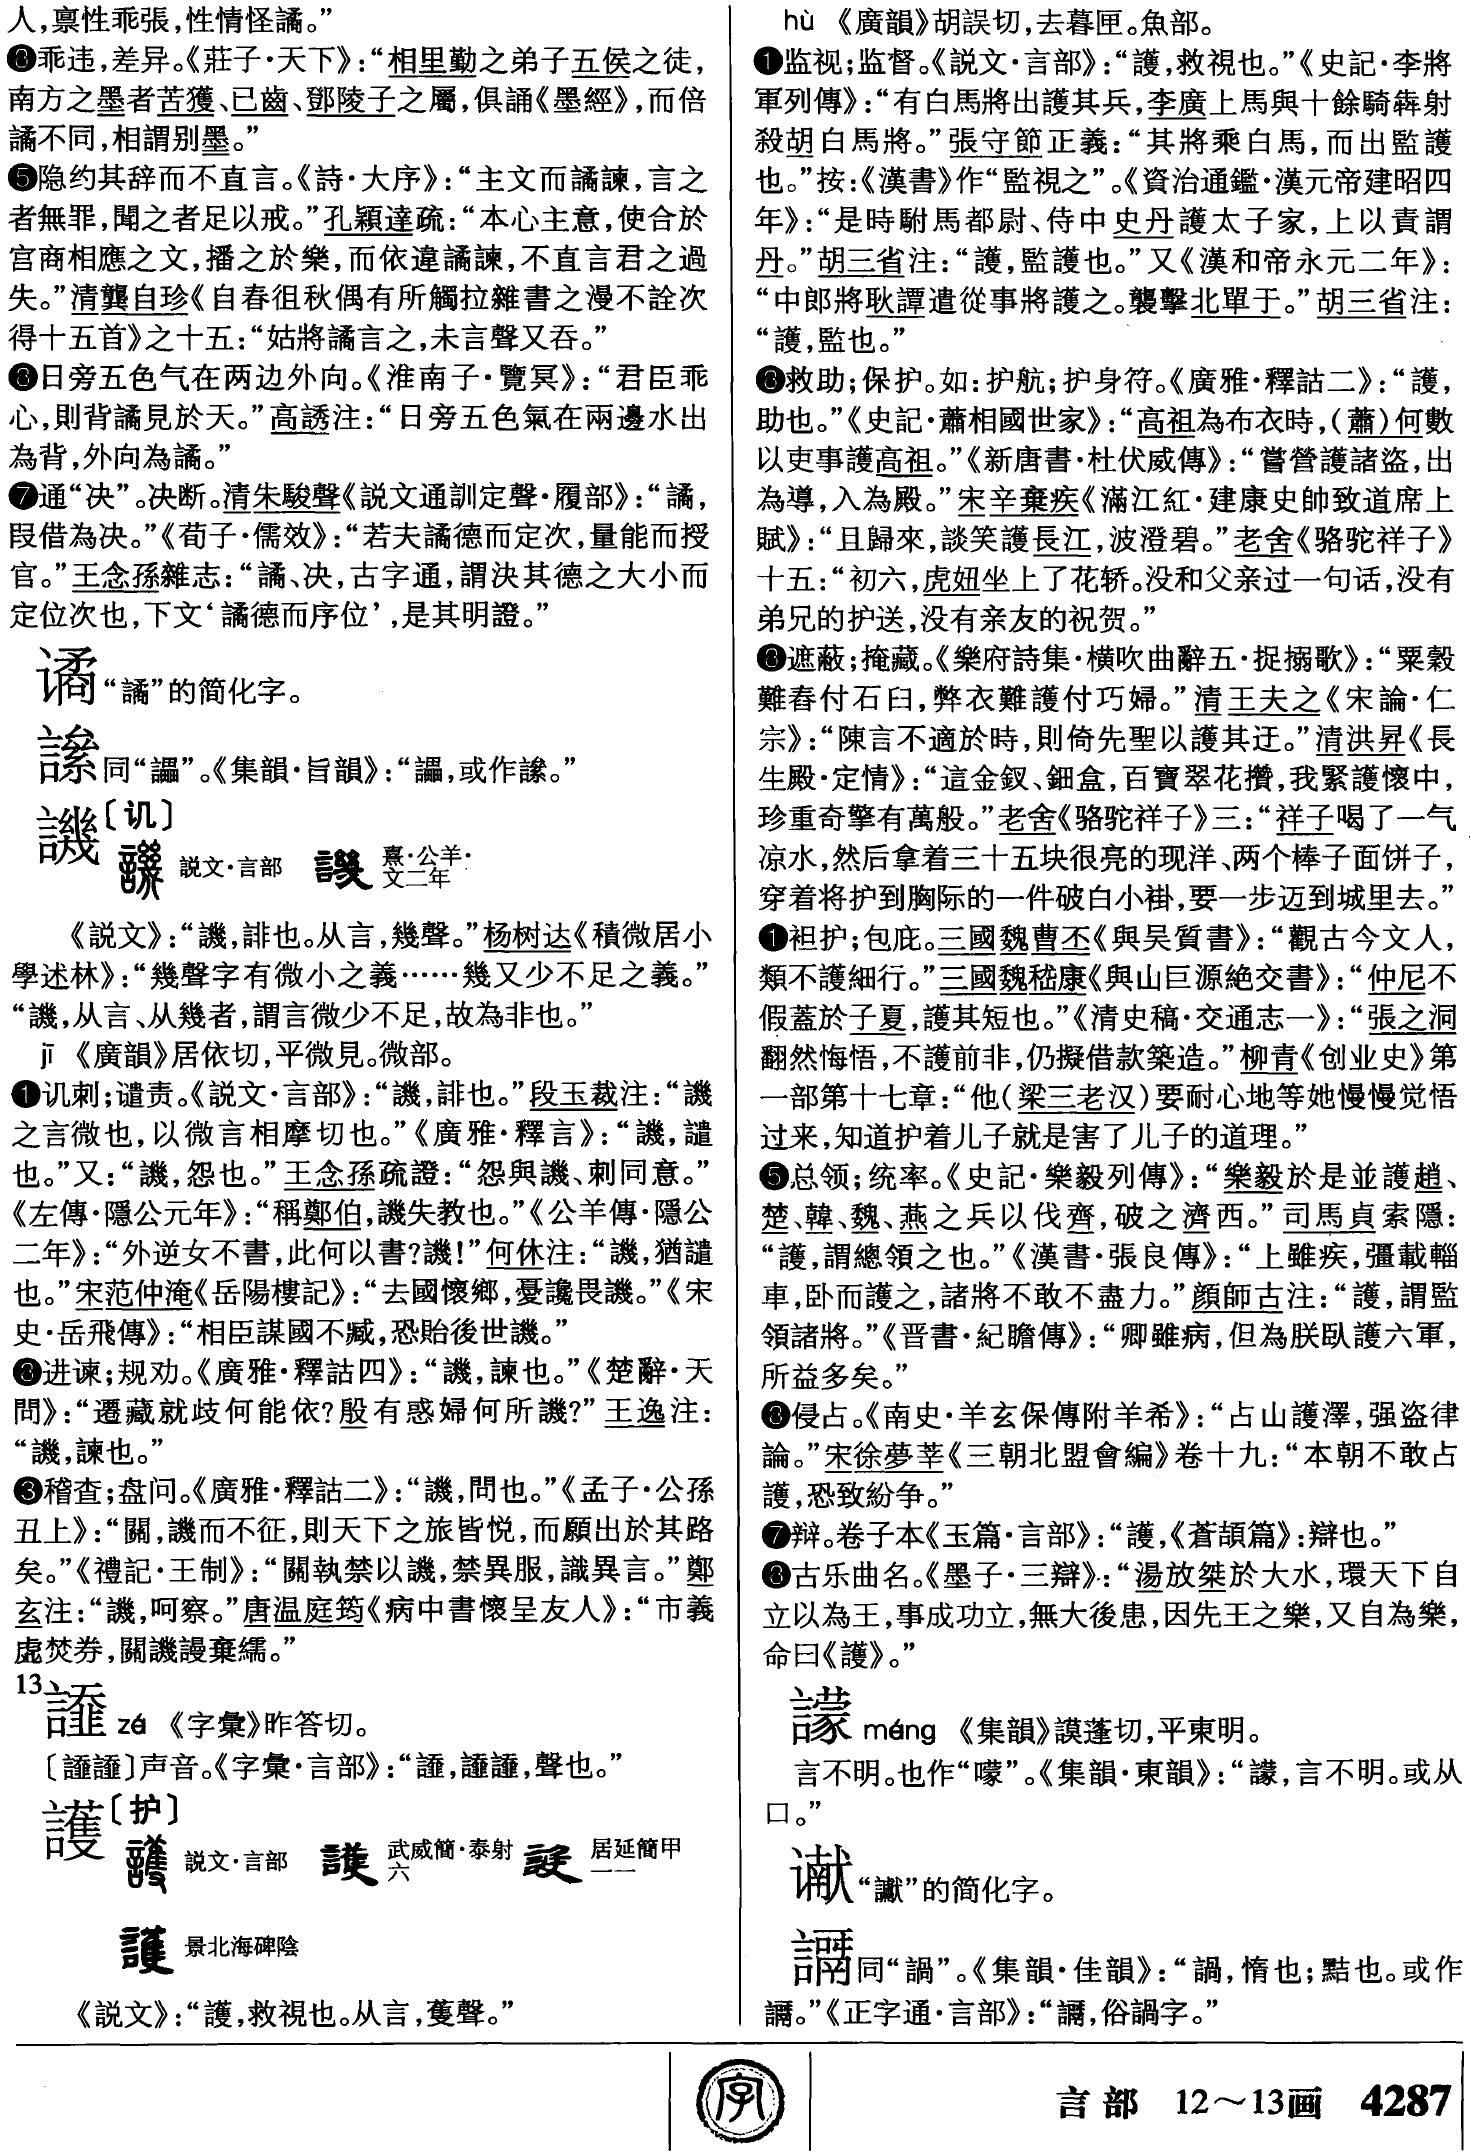 人，禀性乖張，性情怪譎。”
❸乖违，差异。《莊子·天下》：“相里勤之弟子五侯之徒，
南方之墨者苦獲、已齒、鄧陵子之屬，俱誦《墨經》，而倍
譎不同，相謂别墨。”
❺隐约其辞而不直言。《詩·大序》：“主文而譎諫，言之
者無罪，聞之者足以戒。”孔穎達疏：“本心主意，使合於
宫商相應之文，播之於樂，而依違譎諫，不直言君之過
失。”清龔自珍《自春徂秋偶有所觸拉雜書之漫不詮次
得十五首》之十五：“姑將譎言之，未言聲又吞。”
❻日旁五色气在两边外向。《淮南子·覽冥》：“君臣乖
心，則背譎見於天。”高誘注：“日旁五色氣在兩邊水出
為背，外向為譎。”
❼通“决”。决断。清朱駿聲《説文通訓定聲·履部》：“譎，
叚借為决。”《荀子·儒效》：“若夫譎德而定次，量能而授
官。”王念孫雜志：“譎、决，古字通，謂決其德之大小而
定位次也，下文‘譎德而序位’，是其明證。”
谲“譎”的简化字。
同“讄”。《集韻·旨韻》：“讄，或作。”
譏〔讥〕
説文·言部 熹·公羊·
文二年
《説文》：“譏，誹也。从言，幾聲。”杨树达《積微居小
學述林》：“幾聲字有微小之義……幾又少不足之義。”
“譏，从言、从幾者，謂言微少不足，故為非也。”
jī 《廣韻》居依切，平微見。微部。
❶讥刺；谴责。《説文·言部》：“譏，誹也。”段玉裁注：“譏
之言微也，以微言相摩切也。”《廣雅·釋言》：“譏，譴
也。”又：“譏，怨也。”王念孫疏證：“怨與譏、刺同意。”
《左傳·隱公元年》：“稱鄭伯，譏失教也。”《公羊傳·隱公
二年》：“外逆女不書，此何以書？譏！”何休注：“譏，猶譴
也。”宋范仲淹《岳陽樓記》：“去國懷鄉，憂讒畏譏。”《宋
史·岳飛傳》：“相臣謀國不臧，恐貽後世譏。”
❷进谏；规劝。《廣雅·釋詁四》：“譏，諫也。”《楚辭·天
問》：“遷藏就歧何能依？殷有惑婦何所譏？”王逸注：
“譏，諫也。”
❸稽查；盘问。《廣雅·釋詁二》：“譏，問也。”《孟子·公孫
丑上》：“關，譏而不征，則天下之旅皆悦，而願出於其路
矣。”《禮記·王制》：“關執禁以譏，禁異服，識異言。”鄭
玄注：“譏，呵察。”唐温庭筠《病中書懷呈友人》：“市義
虚焚券，關譏謾棄繻。”
13
zá 《字彙》昨答切。
〔〕声音。《字彙·言部》：“，聲也。”
護〔护〕
説文·言部 武威簡·泰射
六 居延簡甲
一一
景北海碑陰
《説文》：“護，救視也。从言，蒦聲。”
hù 《廣韻》胡誤切，去暮匣。魚部。
❶监视；监督。《説文·言部》：“護，救視也。”《史記·李將
軍列傳》：“有白馬將出護其兵，李廣上馬與十餘騎犇射
殺胡白馬將。”張守節正義：“其將乘白馬，而出監護
也。”按：《漢書》作“監視之”。《資治通鑑·漢元帝建昭四
年》：“是時駙馬都尉、侍中史丹護太子家，上以責謂
丹。”胡三省注：“護，監護也。”又《漢和帝永元二年》：
“中郎將耿譚遣從事將護之。襲擊北單于。”胡三省注：
“護，監也。”
❷救助；保护。如：护航；护身符。《廣雅·釋詁二》：“護，
助也。”《史記·蕭相國世家》：“高祖為布衣時，（蕭）何數
以吏事護高祖。”《新唐書·杜伏威傳》：“嘗營護諸盗，出
為導，入為殿。”宋辛棄疾《滿江紅·建康史帥致道席上
賦》：“且歸來，談笑護長江，波澄碧。”老舍《骆驼祥子》
十五：“初六，虎妞坐上了花轿。没和父亲过一句话，没有
弟兄的护送，没有亲友的祝贺。”
❸遮蔽；掩藏。《樂府詩集·横吹曲辭五·捉搦歌》：“粟穀
難舂付石臼，弊衣難護付巧婦。”清王夫之《宋論·仁
宗》：“陳言不適於時，則倚先聖以護其迂。”清洪昇《長
生殿·定情》：“這金釵、鈿盒，百寶翠花攢，我緊護懷中，
珍重奇擎有萬般。”老舍《骆驼祥子》三：“祥子喝了一气
凉水，然后拿着三十五块很亮的现洋、两个棒子面饼子，
穿着将护到胸际的一件破白小褂，要一步迈到城里去。”
❹袒护；包庇。三國魏曹丕《與吴質書》：“觀古今文人，
類不護細行。”三國魏嵇康《與山巨源絶交書》：“仲尼不
假蓋於子夏，護其短也。”《清史稿·交通志一》：“張之洞
翻然悔悟，不護前非，仍擬借款築造。”柳青《创业史》第
一部第十七章：“他（梁三老汉）要耐心地等她慢慢觉悟
过来，知道护着儿子就是害了儿子的道理。”
❺总领；统率。《史記·樂毅列傳》：“樂毅於是並護趙、
楚、韓、魏、燕之兵以伐齊，破之濟西。”司馬貞索隱：
“護，謂總領之也。”《漢書·張良傳》：“上雖疾，彊載輜
車，卧而護之，諸將不敢不盡力。”顔師古注：“護，謂監
領諸將。”《晋書·紀瞻傳》：“卿雖病，但為朕臥護六軍，
所益多矣。”
❻侵占。《南史·羊玄保傳附羊希》：“占山護澤，强盗律
論。”宋徐夢莘《三朝北盟會編》卷十九：“本朝不敢占
護，恐致紛争。”
❼辩。卷子本《玉篇·言部》：“護，《蒼頡篇》：辯也。”
❽古乐曲名。《墨子·三辯》：“湯放桀於大水，環天下自
立以為王，事成功立，無大後患，因先王之樂，又自為樂，
命曰《護》。”
méng 《集韻》謨蓬切，平東明。
言不明。也作“曚”。《集韻·東韻》：“，言不明。或从
口。”
“讞”的简化字。
同“諣”。《集韻·佳韻》：“諣，惰也；黠也。或作
。”《正字通·言部》：“，俗諣字。”
字
言部 12～13画 4287